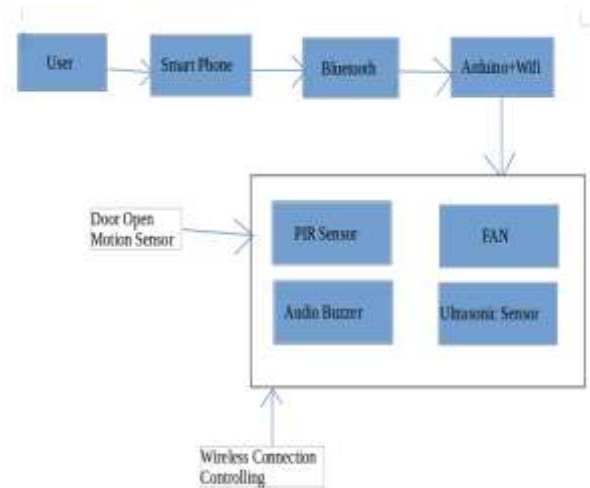 User
Smart Phone
Bluetooth
Arduino+Wifi
Door Open
Motion Sensor
PIR Sensor
FAN
Audio Buzzer
Ultrasonic Sensor
Wireless Connection
Controlling